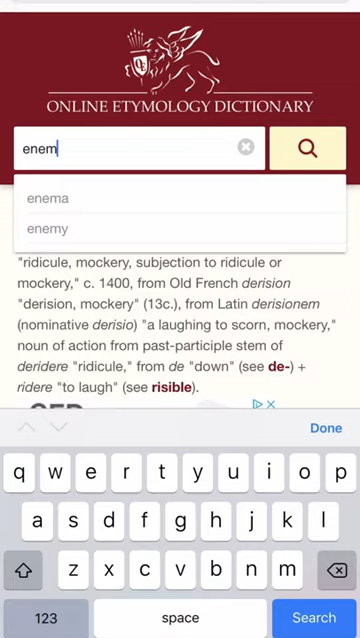 ONLINE ETYMOLOGY DICTIONARY
enem
enema
enemy
"ridicule, mockery, subjection to ridicule or
mockery," c. 1400, from Old French derision
"derision, mockery" (13c.), from Latin derisionem
(nominative derisio) "a laughing to scorn, mockery,"
noun of action from past-participle stem of
deridere "ridicule," from de "down" (see de-) +
ridere "to laugh" (see risible).
Done
q w e r t y u i o p
a s d f g h j k l
z x c v b n m
123 space Search